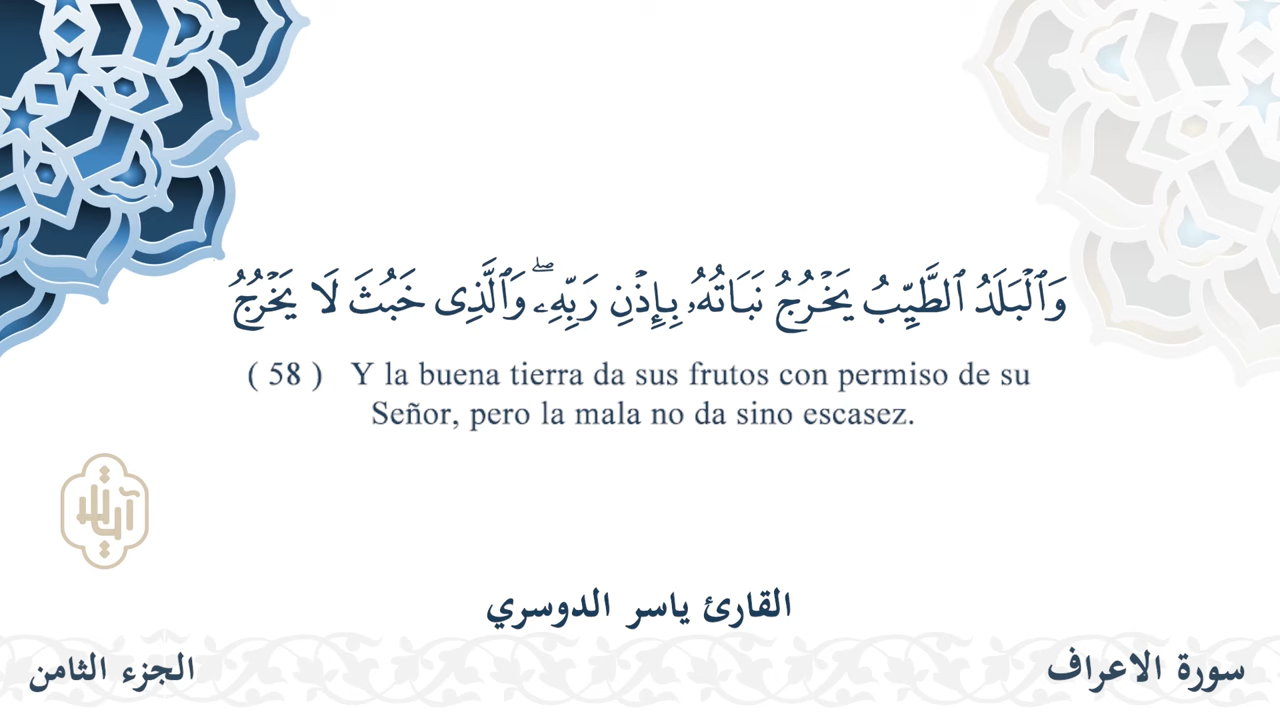 وَٱلْبَلَدُ ٱلطَّيِّبُ يَخْرُجُ نَبَاتُهُۥ بِإِذْنِ رَبِّهِۦ ۖ وَٱلَّذِى خَبُثَ لَا يَخْرُجُ
( 58 ) Y la buena tierra da sus frutos con permiso de su
Señor, pero la mala no da sino escasez.
القارئ ياسر الدوسري
سورة الاعراف
الجزء الثامن